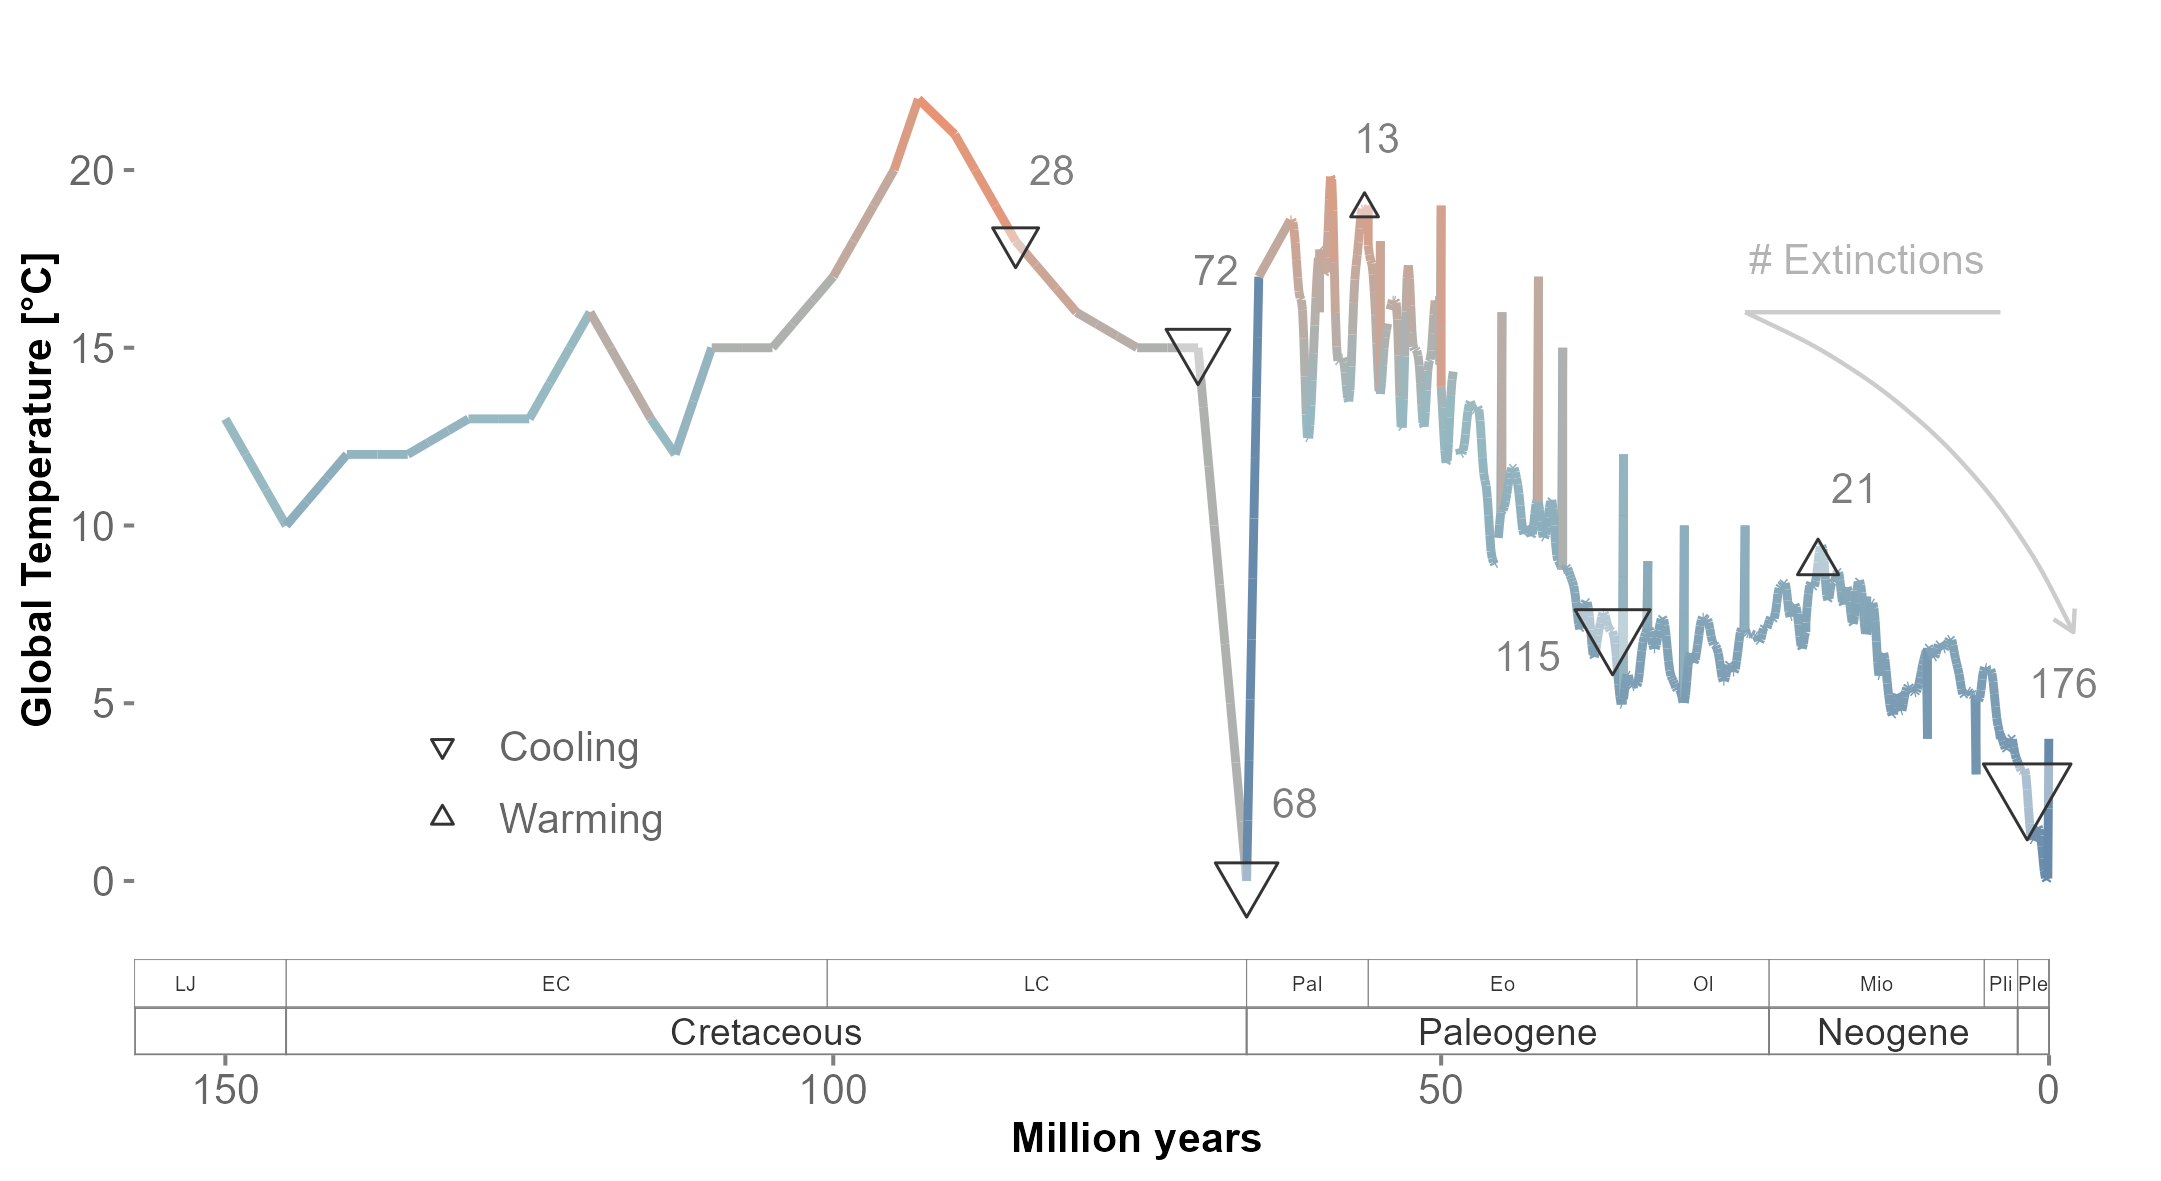 Global Temperature [°C]
20
15
10
5
0
28
72
13
# Extinctions
21
115
176
68
Cooling
Warming
LJ EC LC Pal Eo Ol Mio Pli Ple
Cretaceous Paleogene Neogene
150 100 50 0
Million years